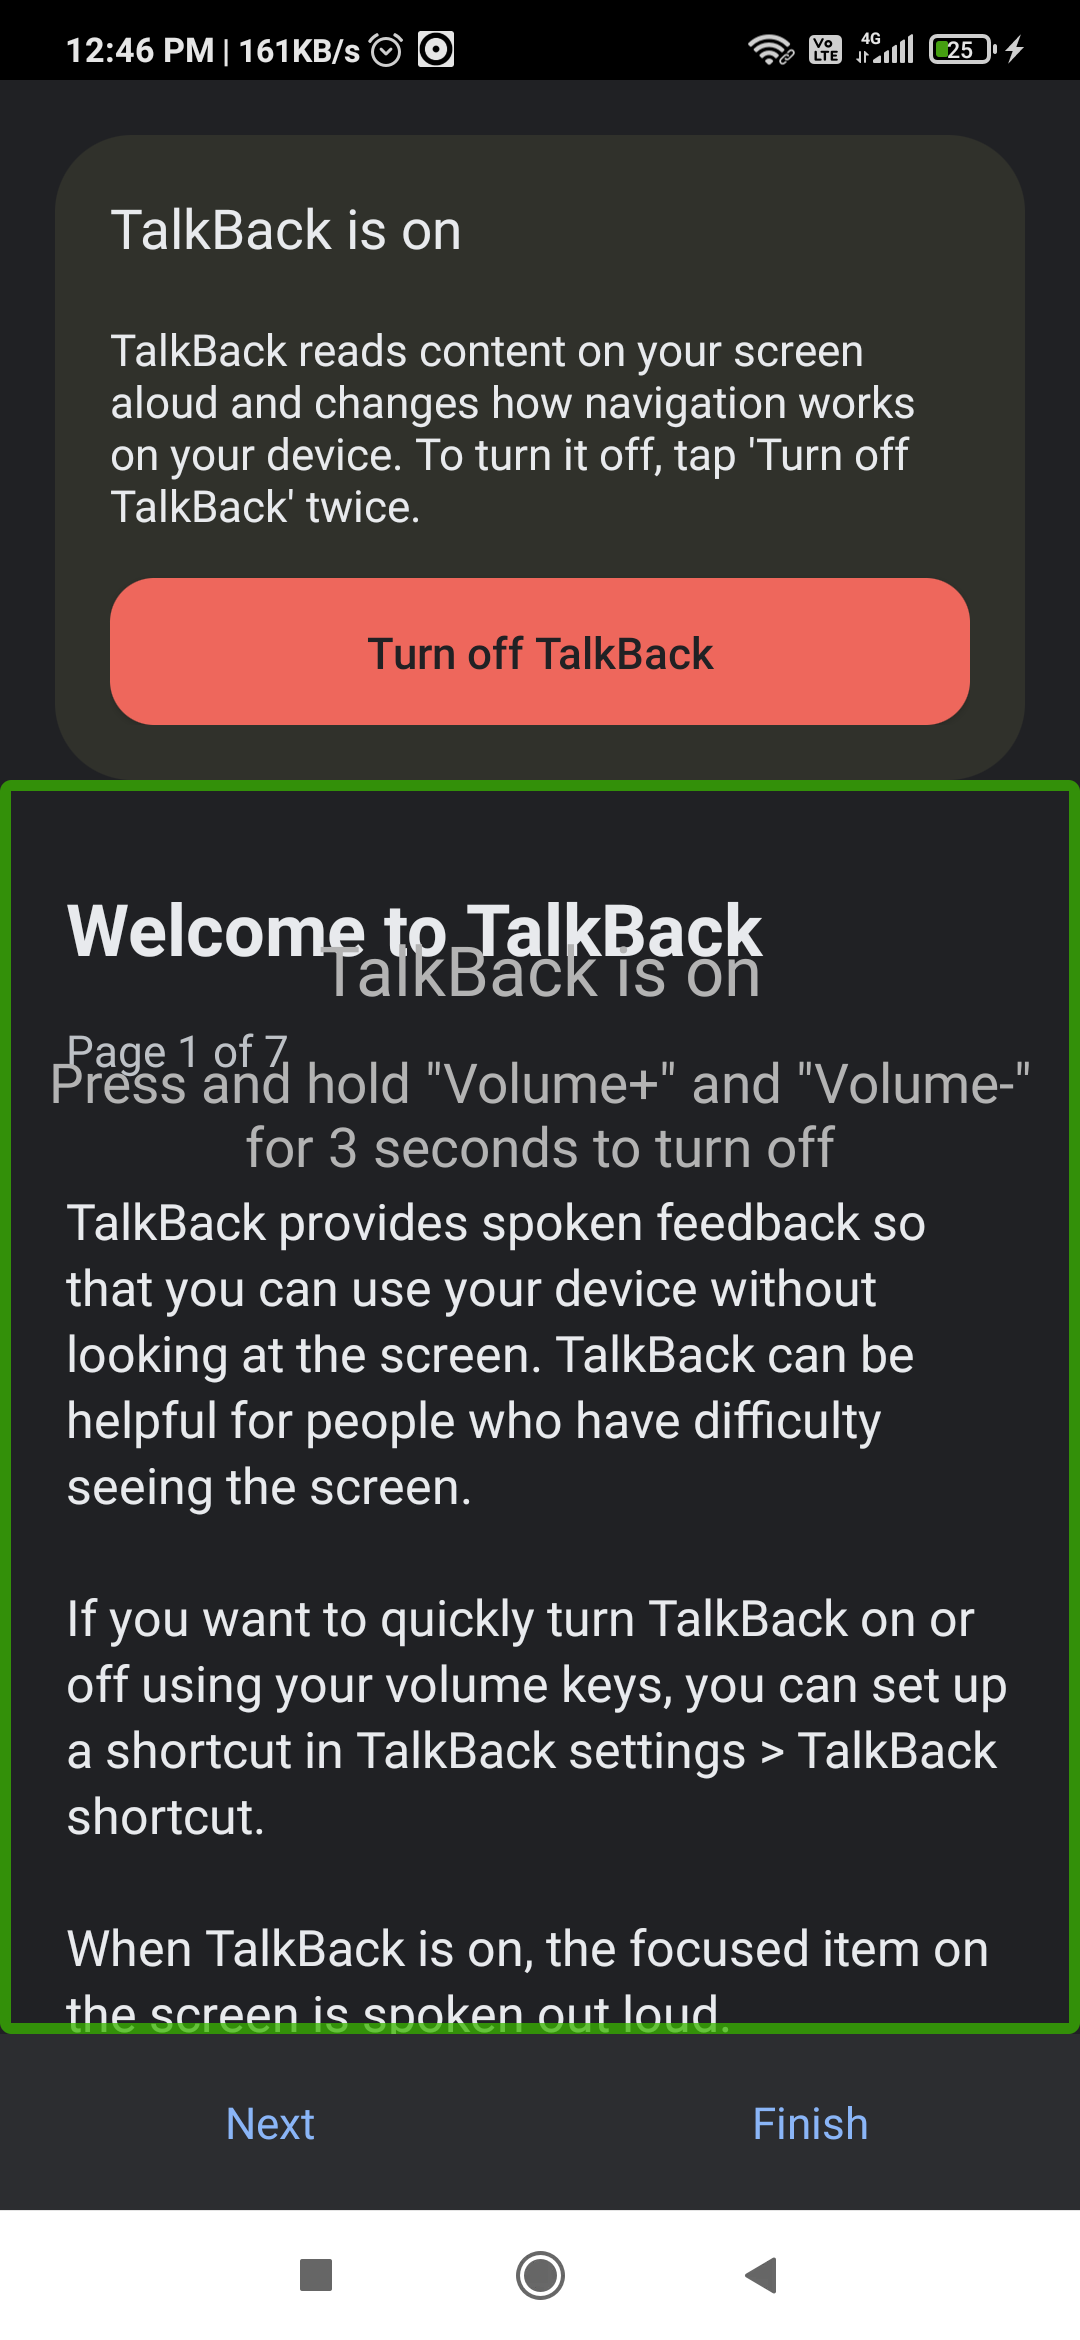 12:46 PM | 161KB/s
Vo LTE 4G 25
TalkBack is on
TalkBack reads content on your screen
aloud and changes how navigation works
on your device. To turn it off, tap 'Turn off
TalkBack' twice.
Turn off TalkBack
Welcome to TalkBack
TalkBack is on
Page 1 of 7
Press and hold "Volume+" and "Volume-"
for 3 seconds to turn off
TalkBack provides spoken feedback so
that you can use your device without
looking at the screen. TalkBack can be
helpful for people who have difficulty
seeing the screen.
If you want to quickly turn TalkBack on or
off using your volume keys, you can set up
a shortcut in TalkBack settings > TalkBack
shortcut.
When TalkBack is on, the focused item on
the screen is spoken out loud.
Next Finish